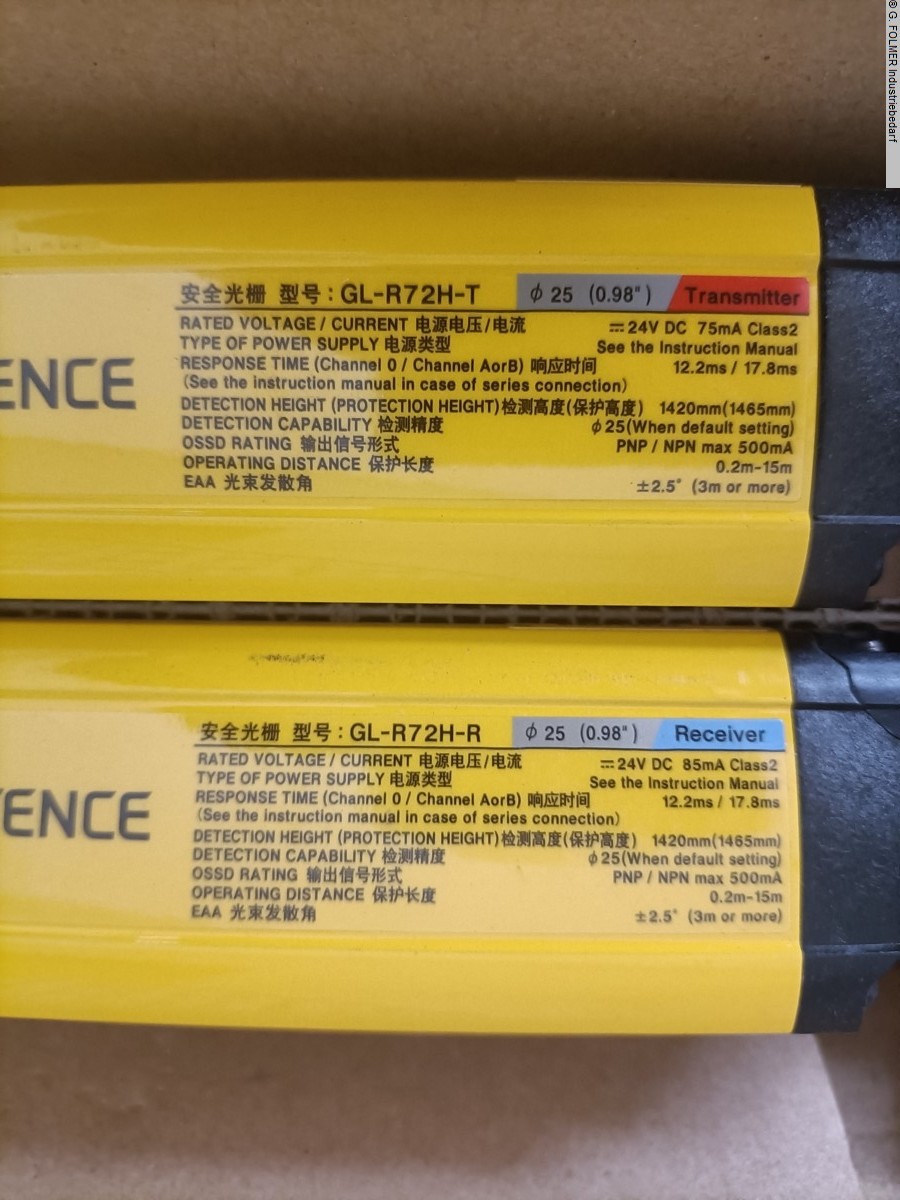 ® G. FOLMER Industriebedarf
安全光栅 型号：GL-R72H-T φ25 (0.98") Transmitter
RATED VOLTAGE / CURRENT 电源电压/电流 ⎓24V DC 75mA Class2
TYPE OF POWER SUPPLY 电源类型 See the Instruction Manual
RESPONSE TIME (Channel 0 / Channel AorB) 响应时间 12.2ms / 17.8ms
(See the instruction manual in case of series connection)
DETECTION HEIGHT (PROTECTION HEIGHT)检测高度(保护高度) 1420mm(1465mm)
DETECTION CAPABILITY 检测精度 φ25(When default setting)
OSSD RATING 输出信号形式 PNP / NPN max 500mA
OPERATING DISTANCE 保护长度 0.2m-15m
EAA 光束发散角 ±2.5° (3m or more)
ENCE
安全光栅 型号：GL-R72H-R φ25 (0.98") Receiver
RATED VOLTAGE / CURRENT 电源电压/电流 ⎓24V DC 85mA Class2
TYPE OF POWER SUPPLY 电源类型 See the Instruction Manual
RESPONSE TIME (Channel 0 / Channel AorB) 响应时间 12.2ms / 17.8ms
(See the instruction manual in case of series connection)
DETECTION HEIGHT (PROTECTION HEIGHT)检测高度(保护高度) 1420mm(1465mm)
DETECTION CAPABILITY 检测精度 φ25(When default setting)
OSSD RATING 输出信号形式 PNP / NPN max 500mA
OPERATING DISTANCE 保护长度 0.2m-15m
EAA 光束发散角 ±2.5° (3m or more)
ENCE